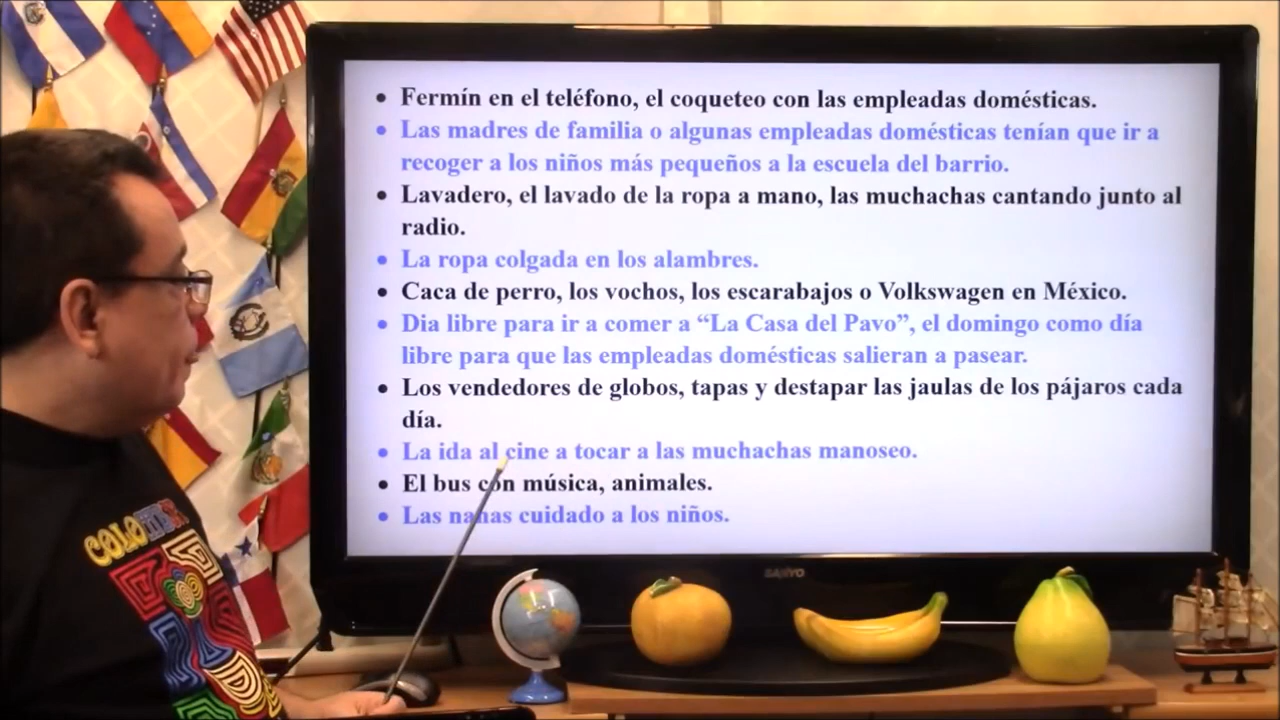 • Fermín en el teléfono, el coqueteo con las empleadas domésticas.
• Las madres de familia o algunas empleadas domésticas tenían que ir a
recoger a los niños más pequeños a la escuela del barrio.
• Lavadero, el lavado de la ropa a mano, las muchachas cantando junto al
radio.
• La ropa colgada en los alambres.
• Caca de perro, los vochos, los escarabajos o Volkswagen en México.
• Dia libre para ir a comer a “La Casa del Pavo”, el domingo como día
libre para que las empleadas domésticas salieran a pasear.
• Los vendedores de globos, tapas y destapar las jaulas de los pájaros cada
día.
• La ida al cine a tocar a las muchachas manoseo.
• El bus con música, animales.
• Las nanas cuidado a los niños.
SANYO
COLOMBIA